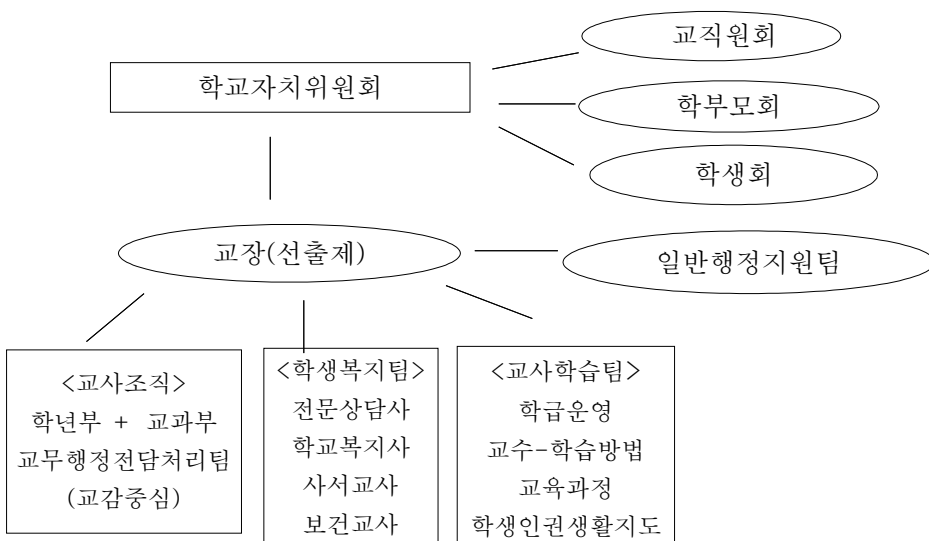 교직원회
학교자치위원회
학부모회
학생회
교장(선출제)
일반행정지원팀
<교사조직>
학년부 + 교과부
교무행정전담처리팀
(교감중심)
<학생복지팀>
전문상담사
학교복지사
사서교사
보건교사
<교사학습팀>
학급운영
교수-학습방법
교육과정
학생인권생활지도